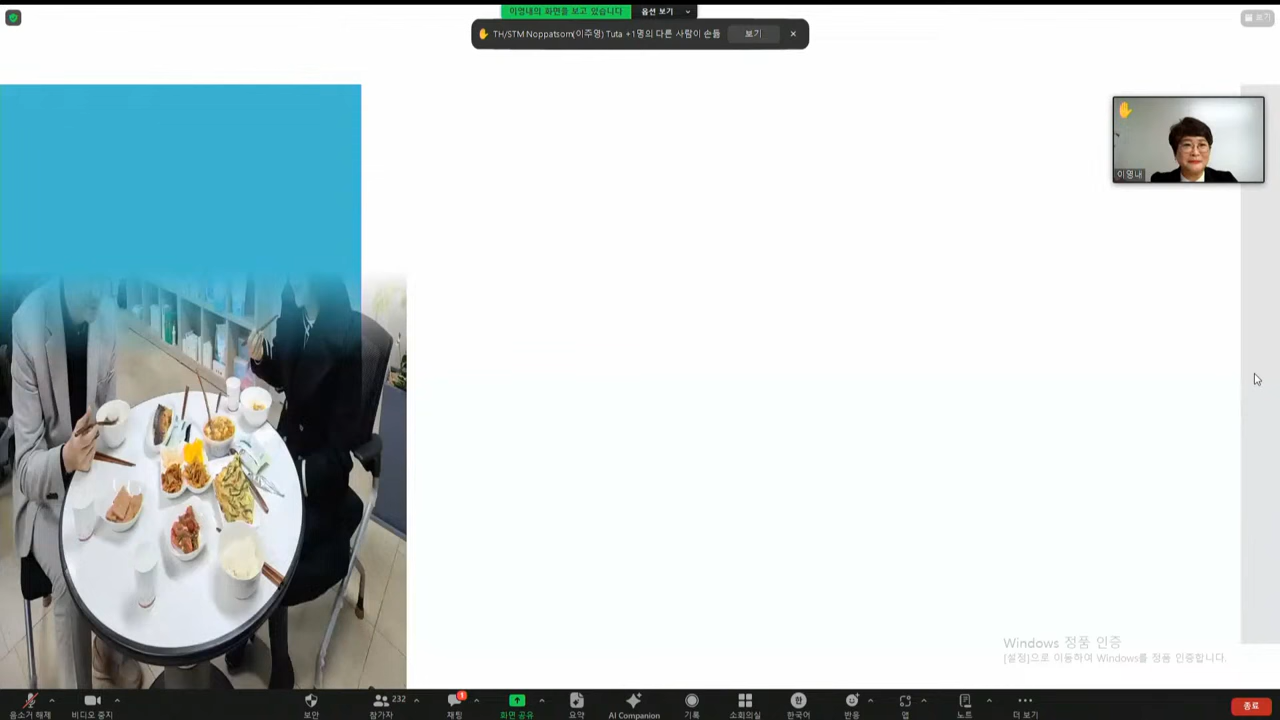 이영내의 화면을 보고 있습니다
옵션 보기
보기
TH/STM Noppatsorn(이주영) Tuta +1명의 다른 사람이 손듦
보기
이영내
Windows 정품 인증
[설정]으로 이동하여 Windows를 정품 인증합니다.
음소거 해제
비디오 중지
보안
232
참가자
1
채팅
화면 공유
요약
AI Companion
기록
소회의실
한
한국어
반응
앱
노트
더 보기
종료